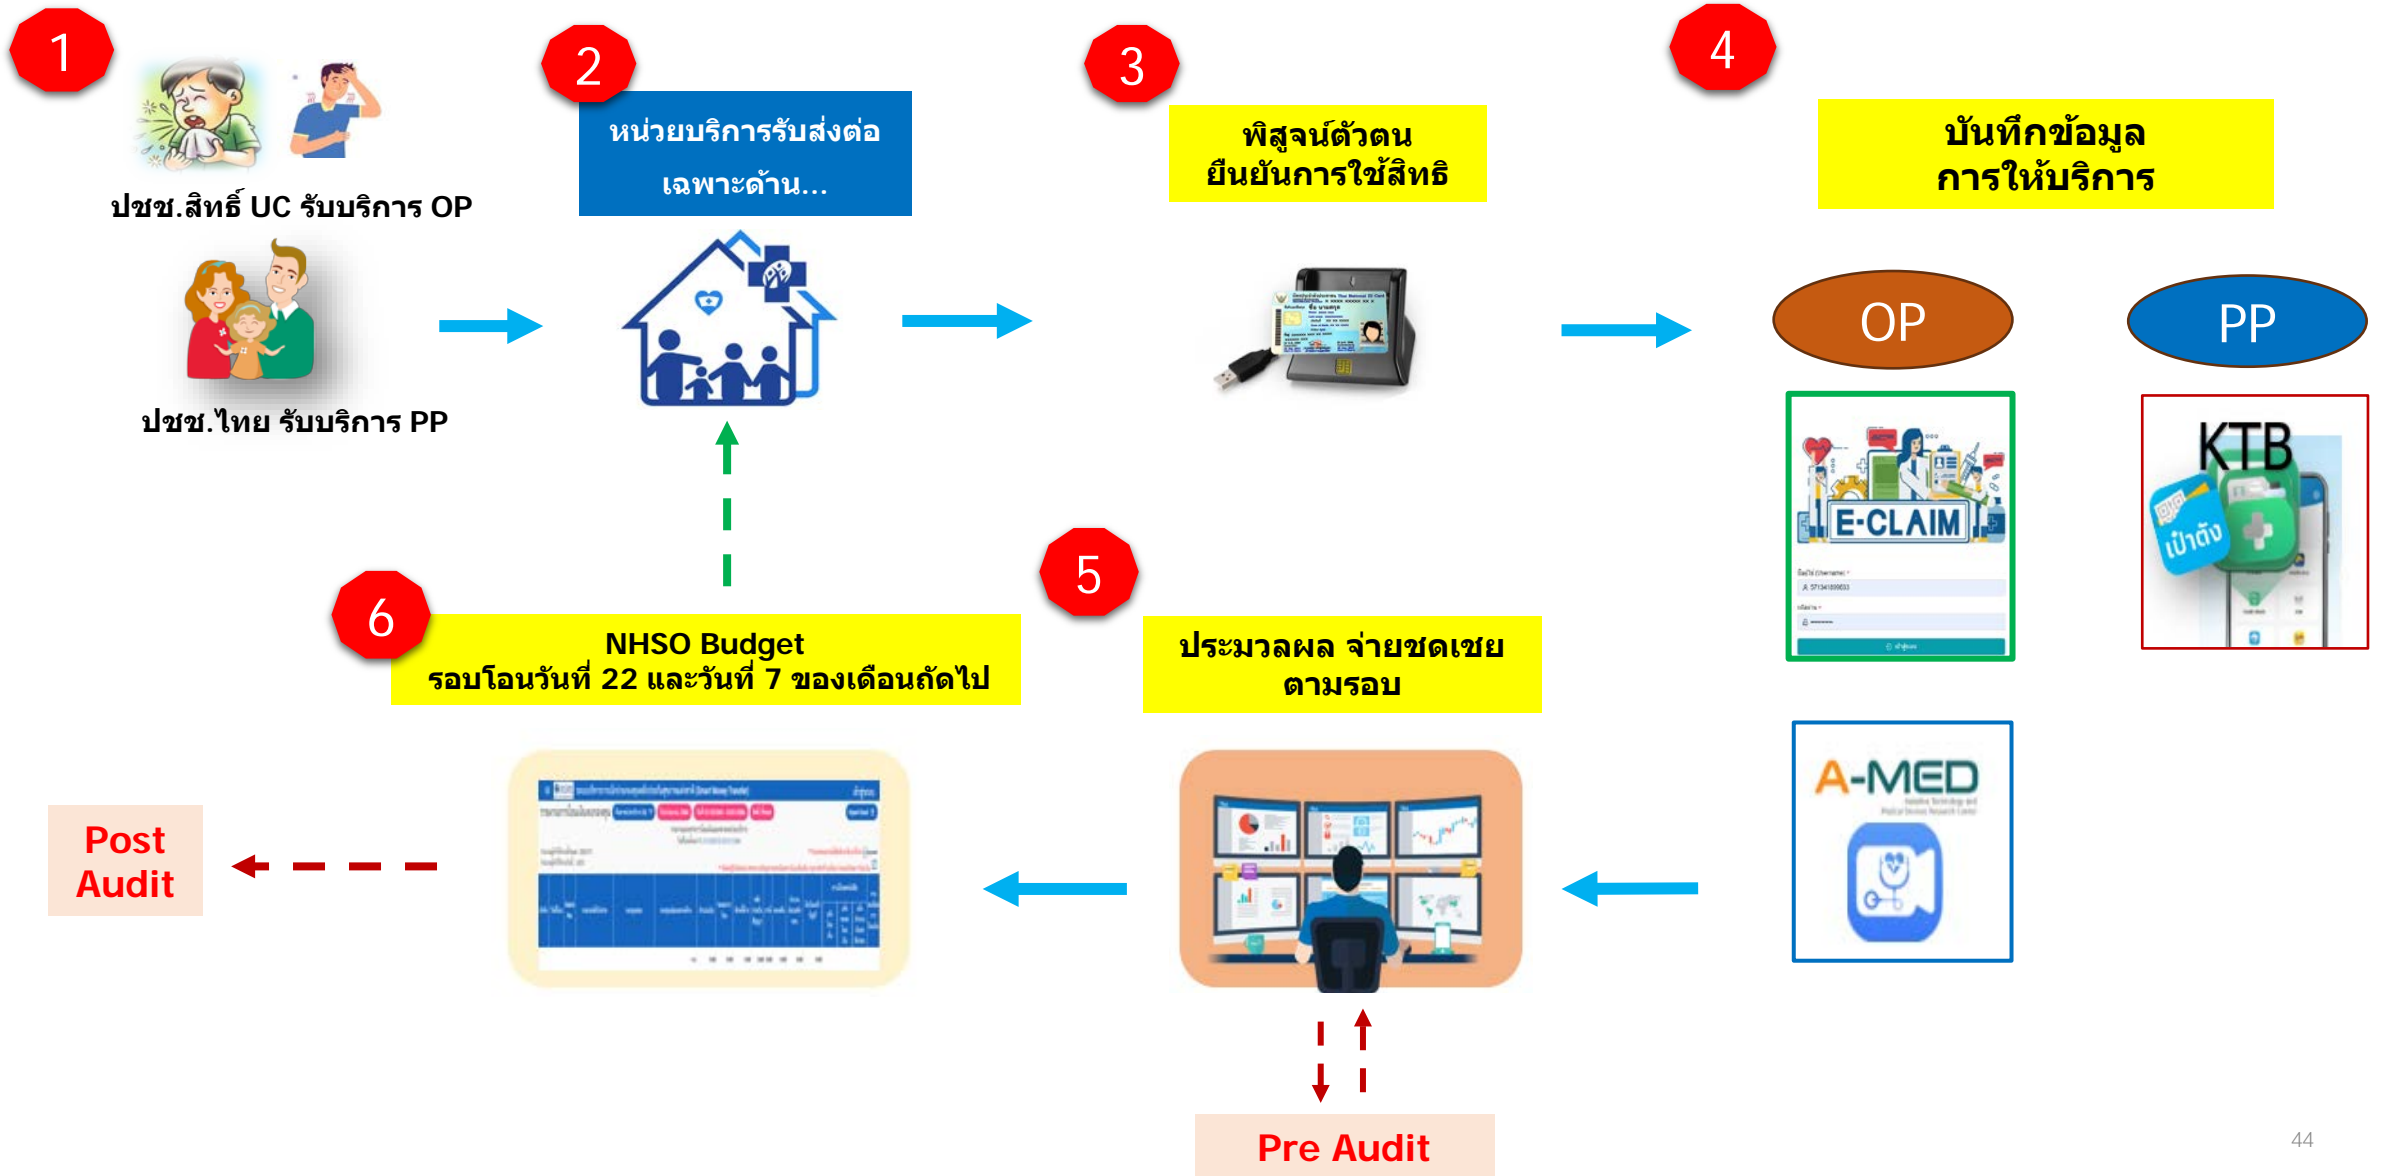 1
ปชช.สิทธิ์ UC รับบริการ OP
ปชช.ไทย รับบริการ PP
2
หน่วยบริการรับส่งต่อ
เฉพาะด้าน...
3
พิสูจน์ตัวตน
ยืนยันการใช้สิทธิ
4
บันทึกข้อมูล
การให้บริการ
OP
PP
E-CLAIM
KTB
เป๋าตัง
A-MED
5
ประมวลผล จ่ายชดเชย
ตามรอบ
Pre Audit
6
NHSO Budget
รอบโอนวันที่ 22 และวันที่ 7 ของเดือนถัดไป
Post
Audit
44